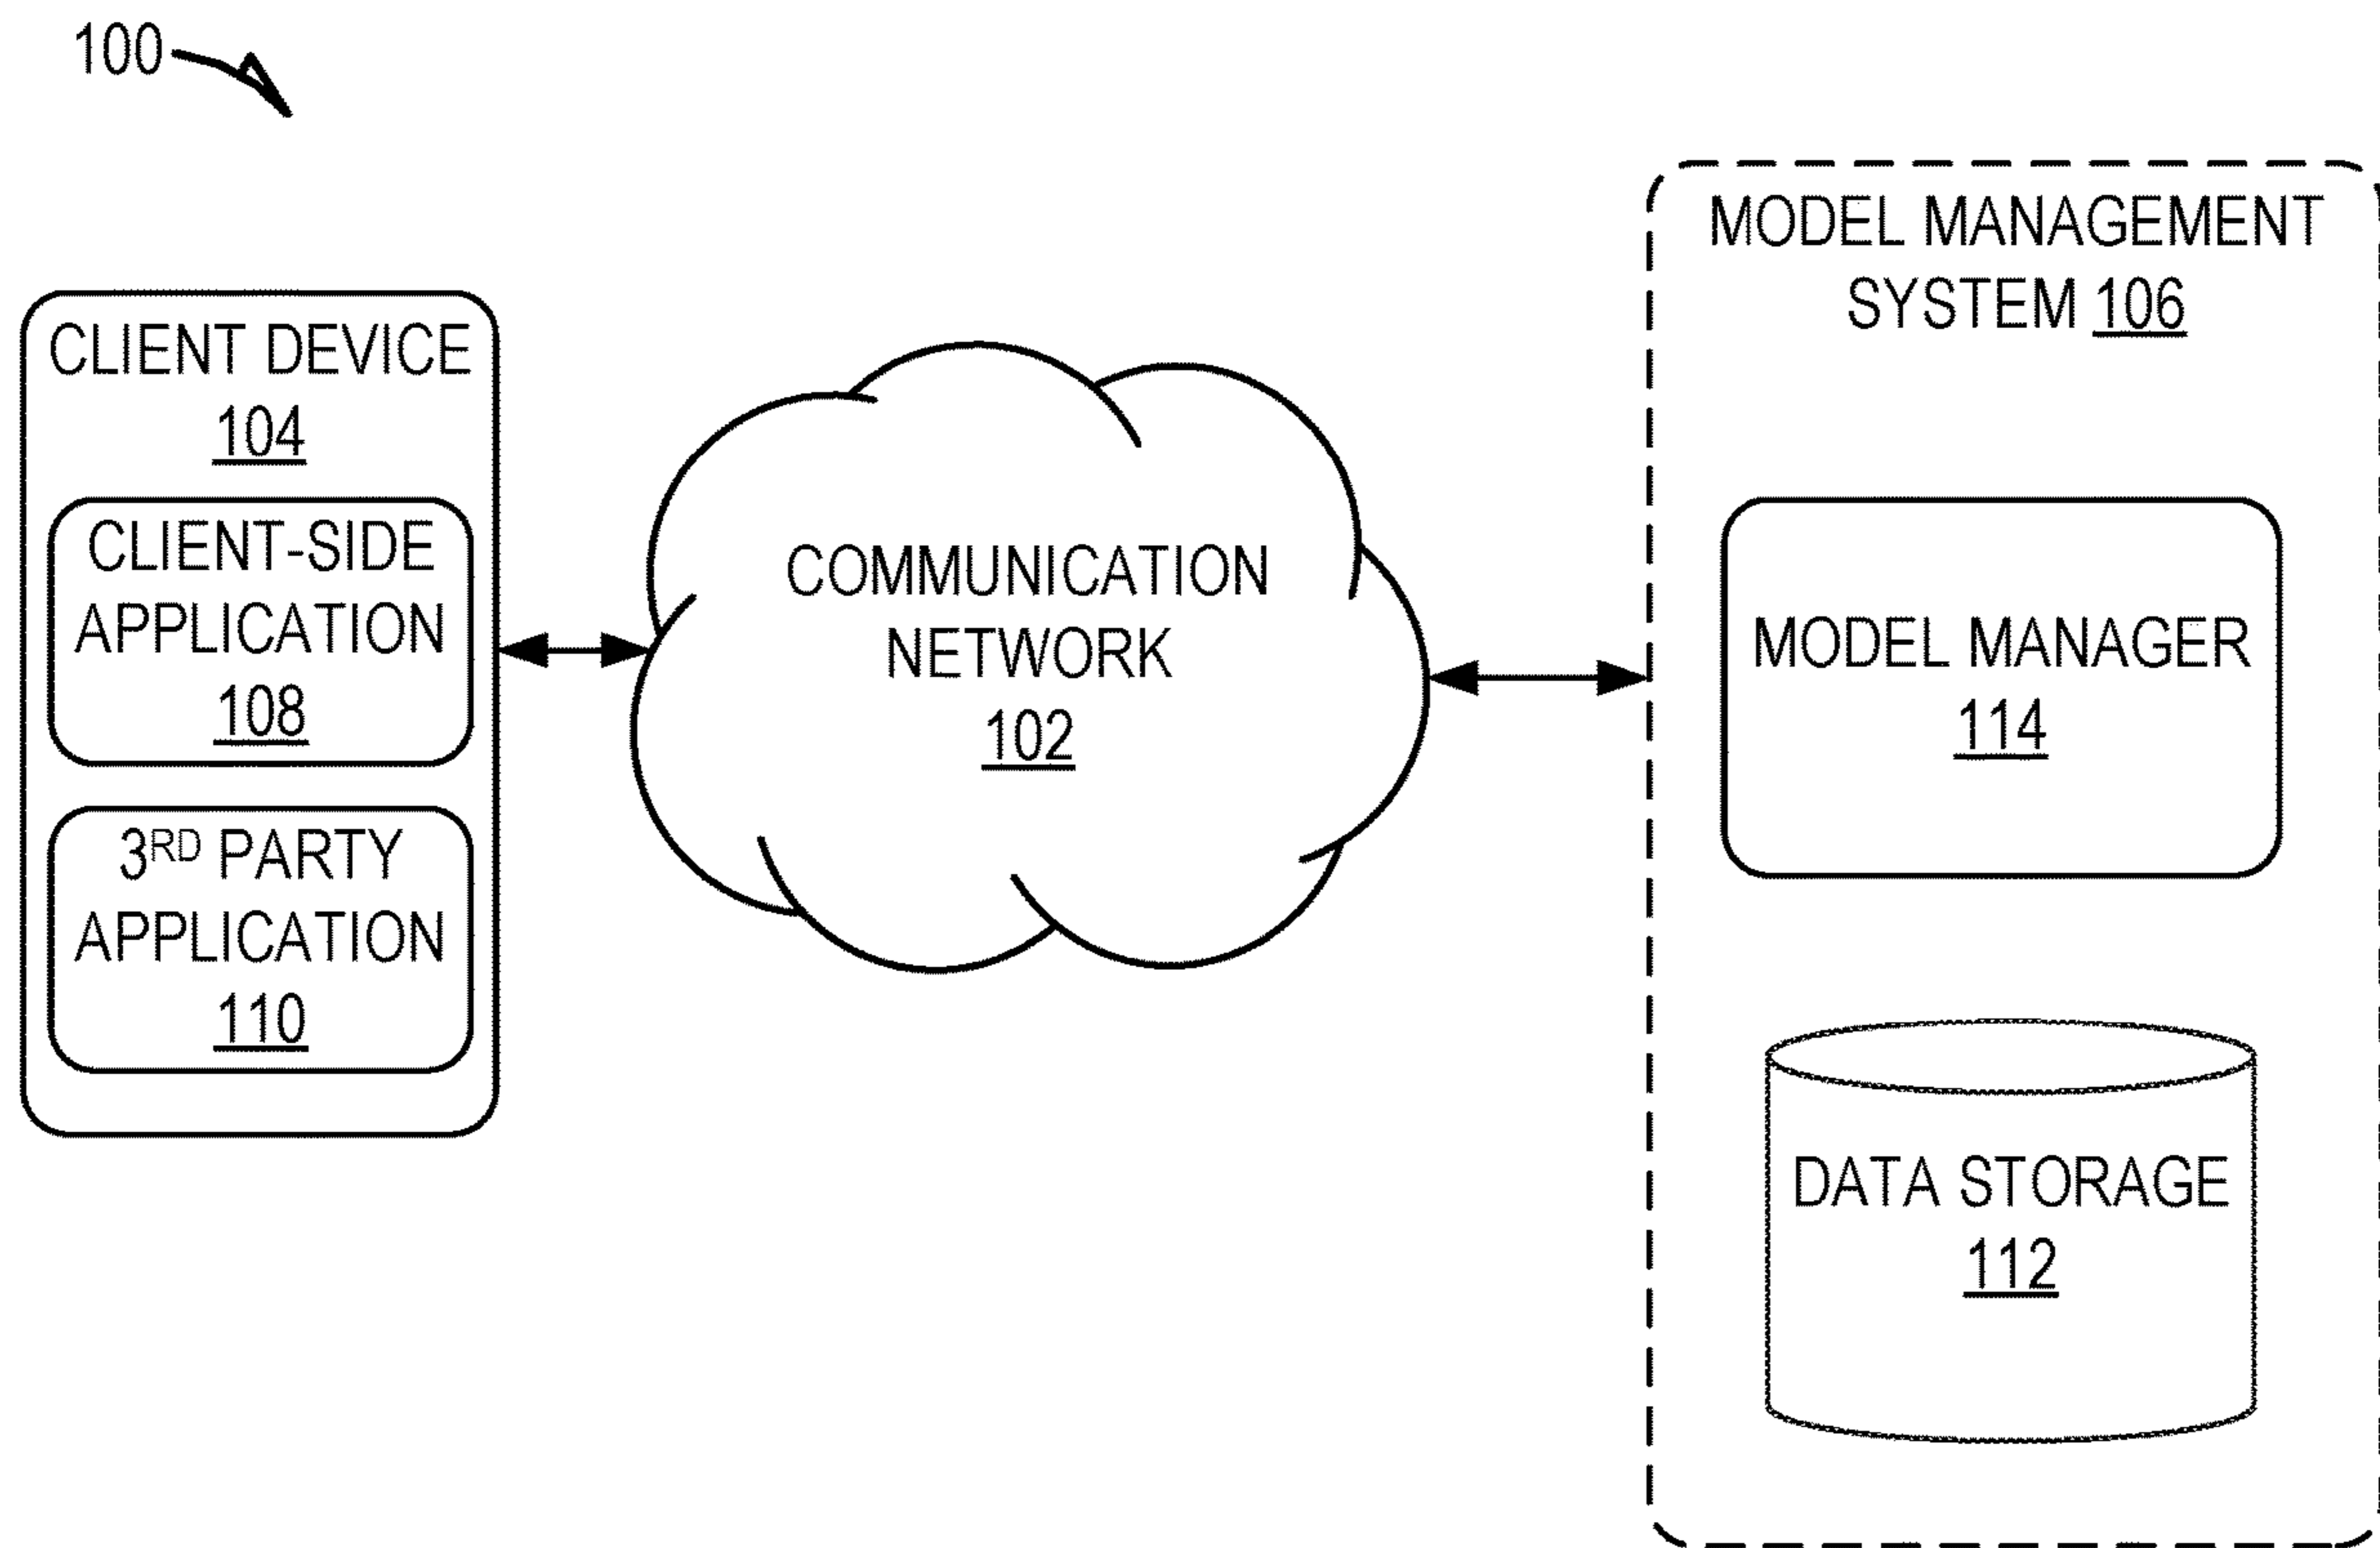 100
CLIENT DEVICE
104
CLIENT-SIDE
APPLICATION
108
3RD PARTY
APPLICATION
110
COMMUNICATION
NETWORK
102
MODEL MANAGEMENT
SYSTEM 106
MODEL MANAGER
114
DATA STORAGE
112